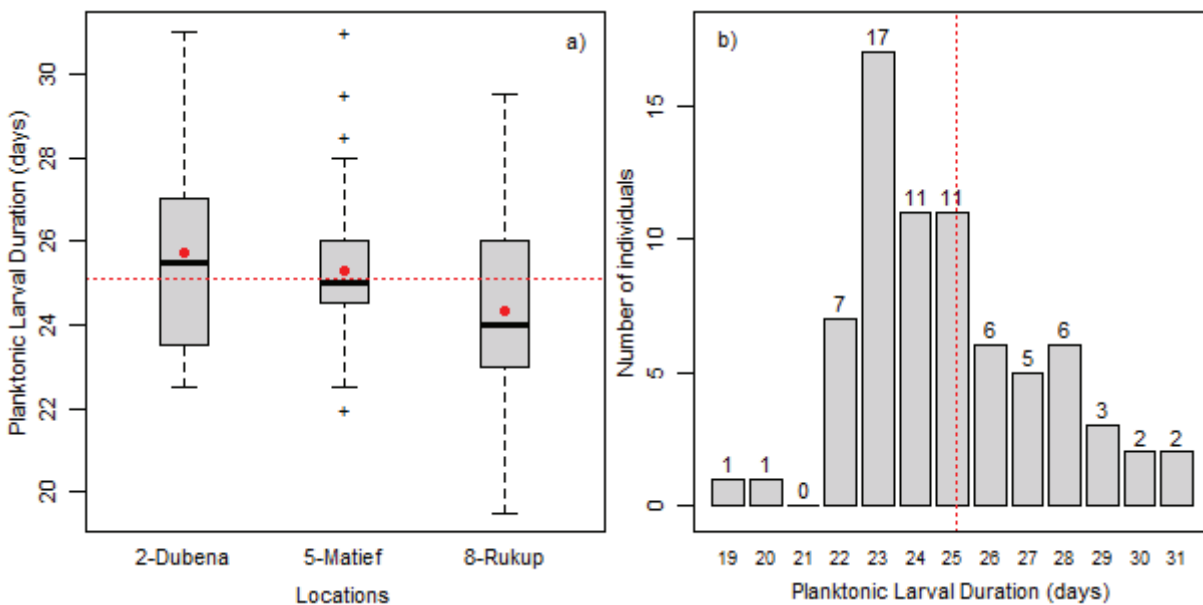 a)
Planktonic Larval Duration (days)
30
28
26
24
22
20
2-Dubena 5-Matief 8-Rukup
Locations
b)
Number of individuals
15
10
5
0
1 1 0 7 17 11 11 6 5 6 3 2 2
19 20 21 22 23 24 25 26 27 28 29 30 31
Planktonic Larval Duration (days)